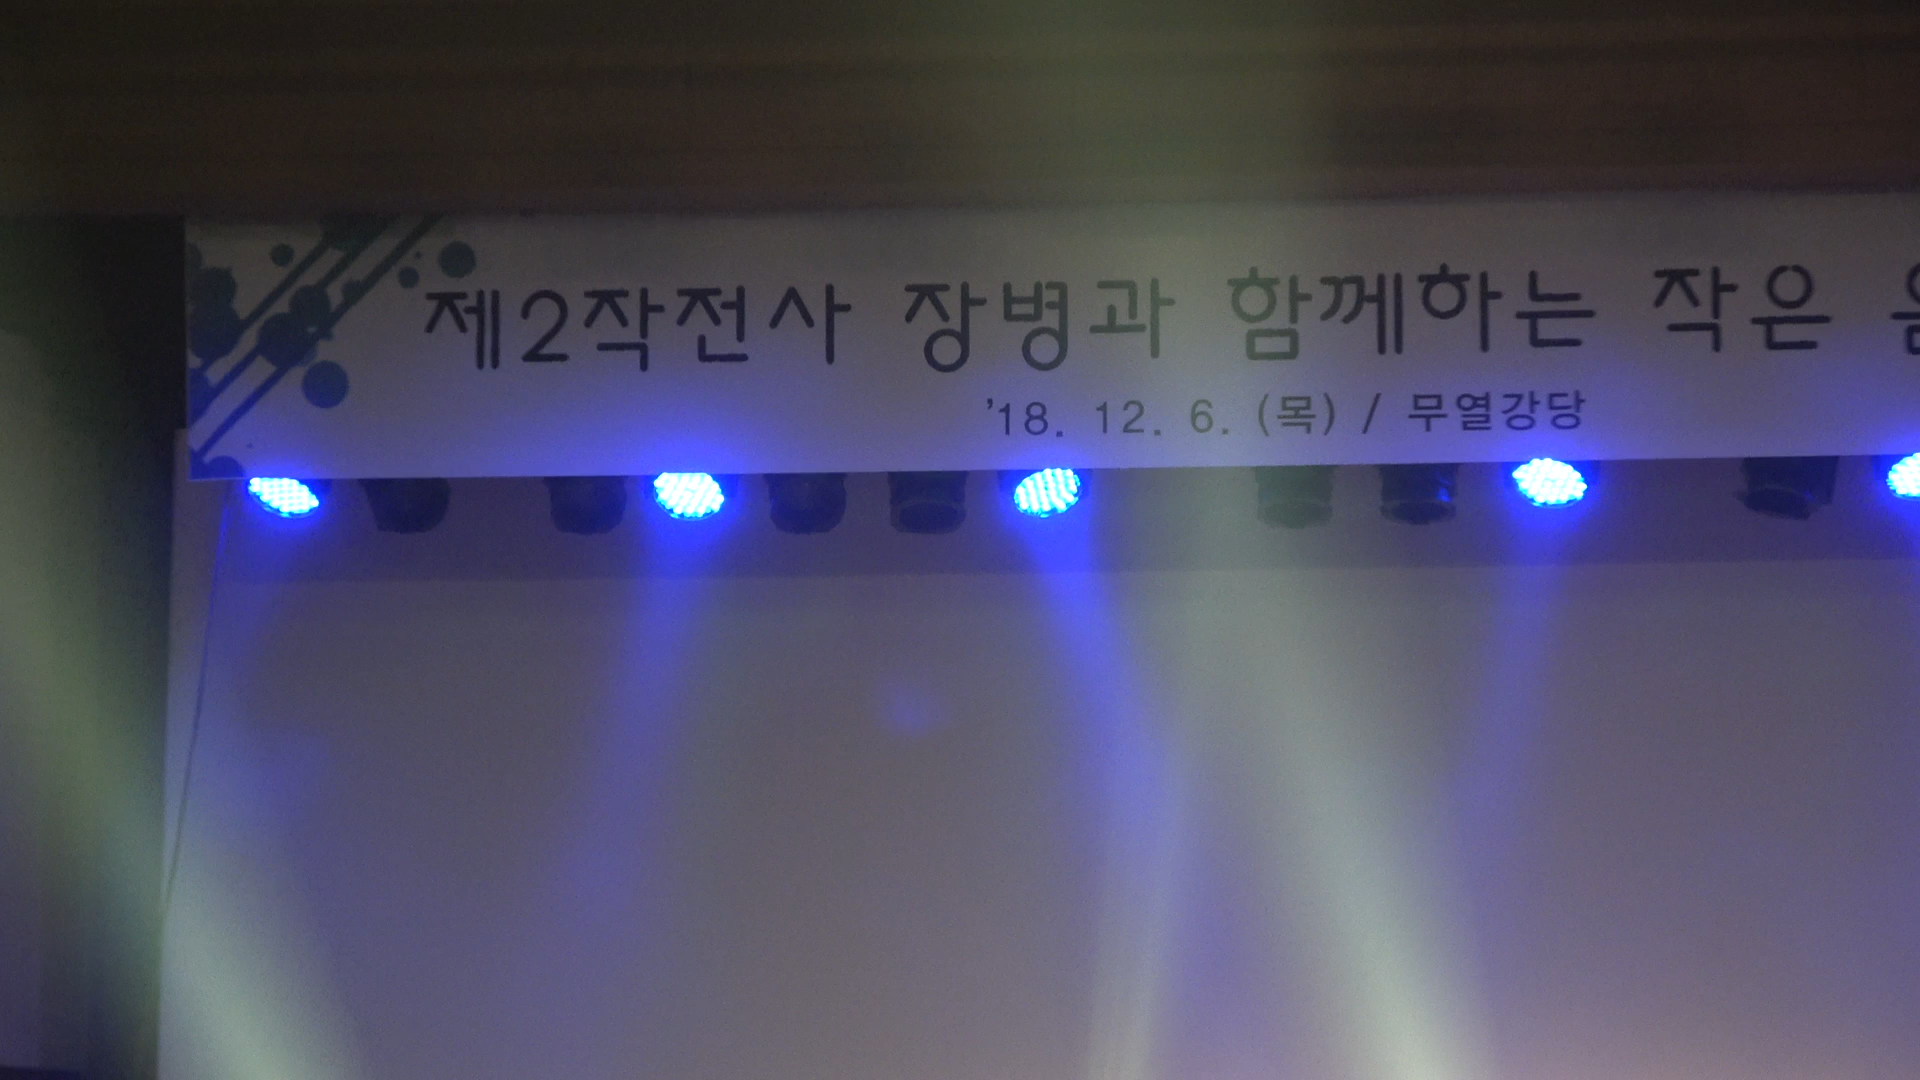 제2작전사 장병과 함께하는 작은
'18. 12. 6. (목) / 무열강당